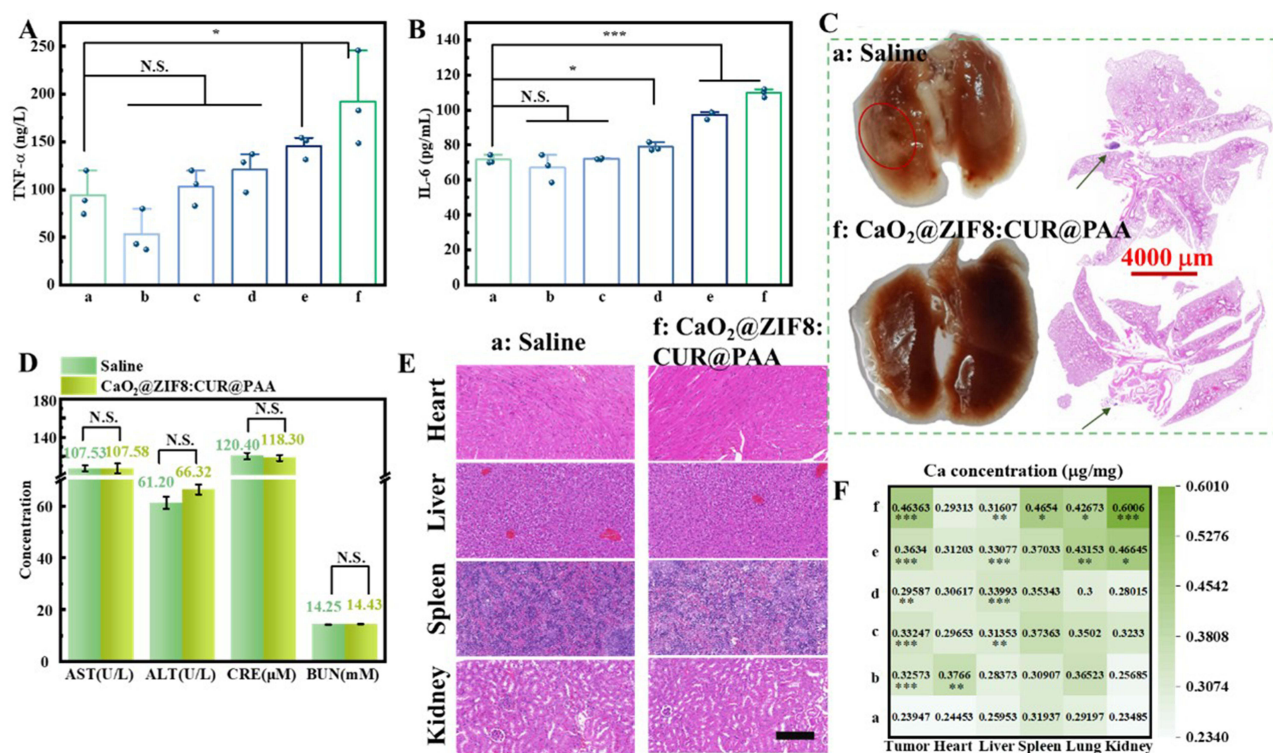 A
TNF-α (ng/L)
250
200
150
100
50
0
*
N.S.
a b c d e f
B
IL-6 (pg/mL)
140
120
100
80
60
40
20
0
***
*
N.S.
a b c d e f
C
a: Saline
f: CaO₂@ZIF8:CUR@PAA
4000 μm
D
Saline
CaO₂@ZIF8:CUR@PAA
Concentration
180
140
100
60
40
20
0
N.S.
107.53 107.58
N.S.
61.20 66.32
N.S.
120.40 118.30
N.S.
14.25 14.43
AST(U/L) ALT(U/L) CRE(μM) BUN(mM)
E
a: Saline
f: CaO₂@ZIF8:
CUR@PAA
Heart
Liver
Spleen
Kidney
F
Ca concentration (μg/mg)
f 0.46363 0.29313 0.31607 0.4654 0.42673 0.6006
*** ** * * ***
e 0.3634 0.31203 0.33077 0.37033 0.43153 0.46645
*** *** ** *
d 0.29587 0.30617 0.33993 0.35343 0.3 0.28015
** ***
c 0.33247 0.29653 0.31353 0.37363 0.3502 0.3233
*** **
b 0.32573 0.3766 0.28373 0.30907 0.36523 0.25685
*** **
a 0.23947 0.24453 0.25953 0.31937 0.29197 0.23485
Tumor Heart Liver Spleen Lung Kidney
0.6010
0.5276
0.4542
0.3808
0.3074
0.2340